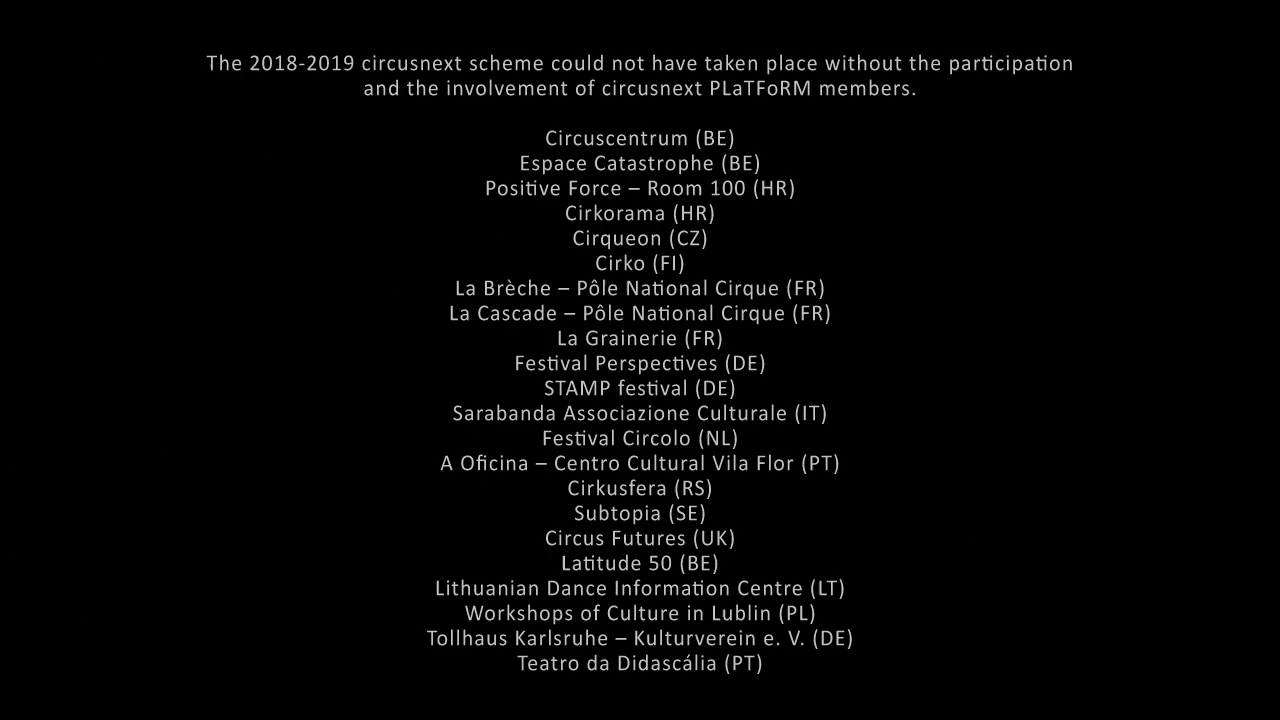 The 2018-2019 circusnext scheme could not have taken place without the participation
and the involvement of circusnext PLaTFoRM members.
Circuscentrum (BE)
Espace Catastrophe (BE)
Positive Force – Room 100 (HR)
Cirkorama (HR)
Cirqueon (CZ)
Cirko (FI)
La Brèche – Pôle National Cirque (FR)
La Cascade – Pôle National Cirque (FR)
La Grainerie (FR)
Festival Perspectives (DE)
STAMP festival (DE)
Sarabanda Associazione Culturale (IT)
Festival Circolo (NL)
A Oficina – Centro Cultural Vila Flor (PT)
Cirkusfera (RS)
Subtopia (SE)
Circus Futures (UK)
Latitude 50 (BE)
Lithuanian Dance Information Centre (LT)
Workshops of Culture in Lublin (PL)
Tollhaus Karlsruhe – Kulturverein e. V. (DE)
Teatro da Didascália (PT)